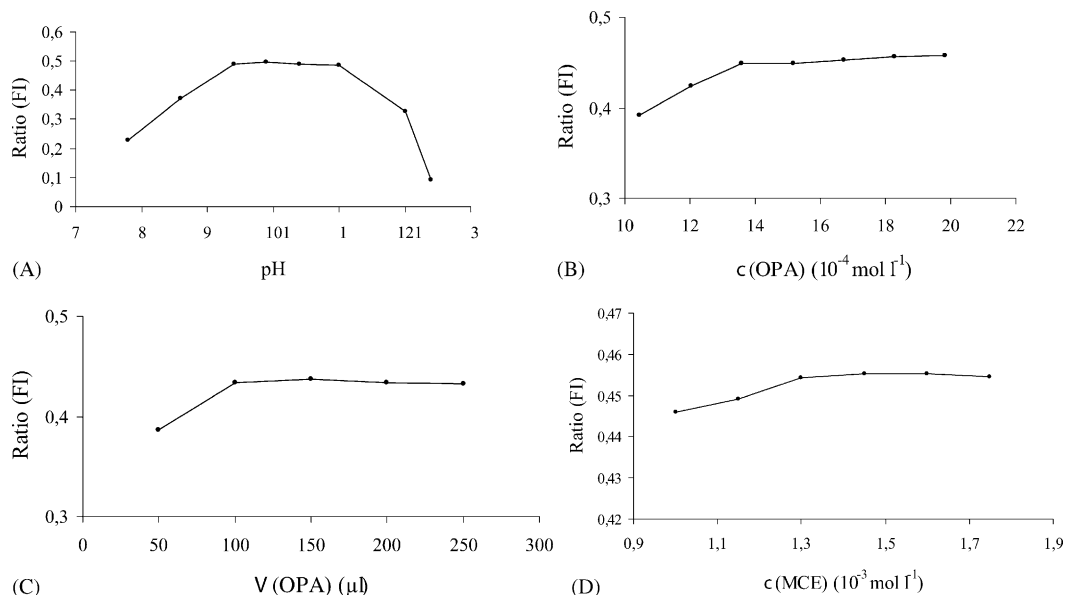 0,6
0,5
0,4
0,3
0,2
0,1
0
Ratio (FI)
7 8 9 101 1 121 3
(A) pH
0,5
0,4
0,3
Ratio (FI)
10 12 14 16 18 20 22
(B) c (OPA) (10⁻⁴ mol l⁻¹)
0,5
0,4
0,3
Ratio (FI)
0 50 100 150 200 250 300
(C) V (OPA) (µl)
0,47
0,46
0,45
0,44
0,43
0,42
Ratio (FI)
0,9 1,1 1,3 1,5 1,7 1,9
(D) c (MCE) (10⁻³ mol l⁻¹)